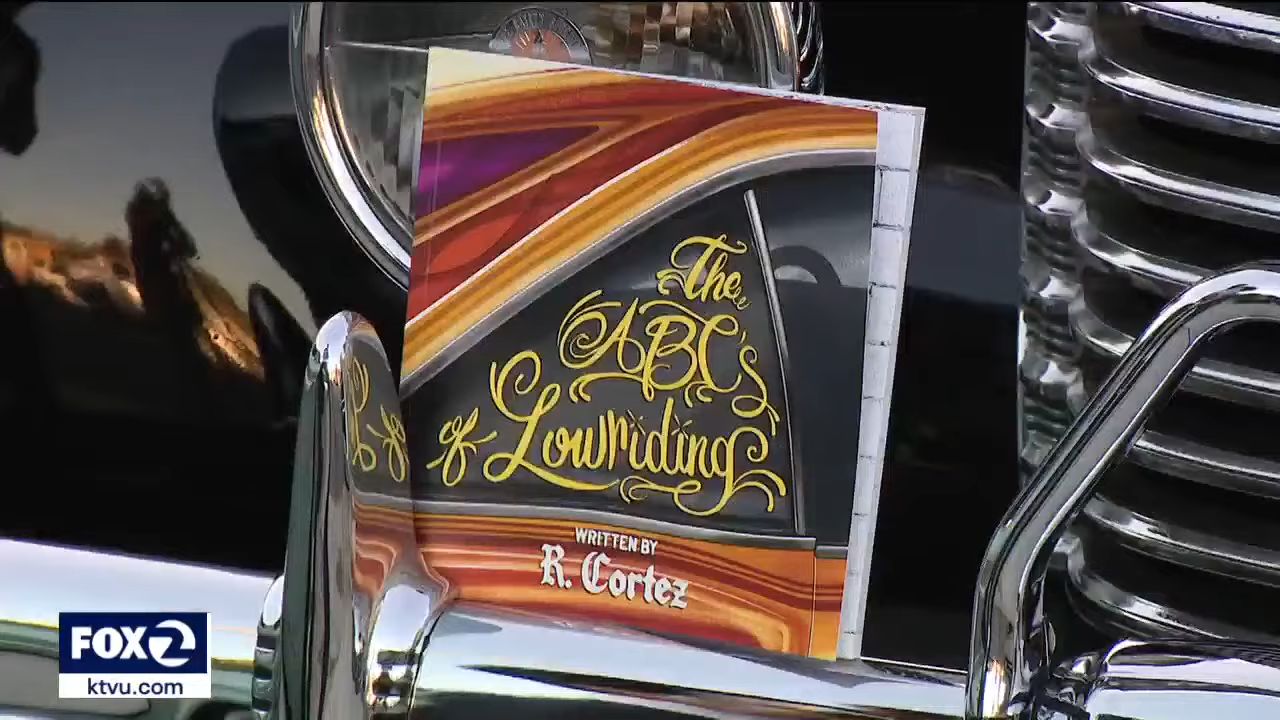 The
ABC's
of Lowriding
WRITTEN BY
R. Cortez
FOX 2
ktvu.com